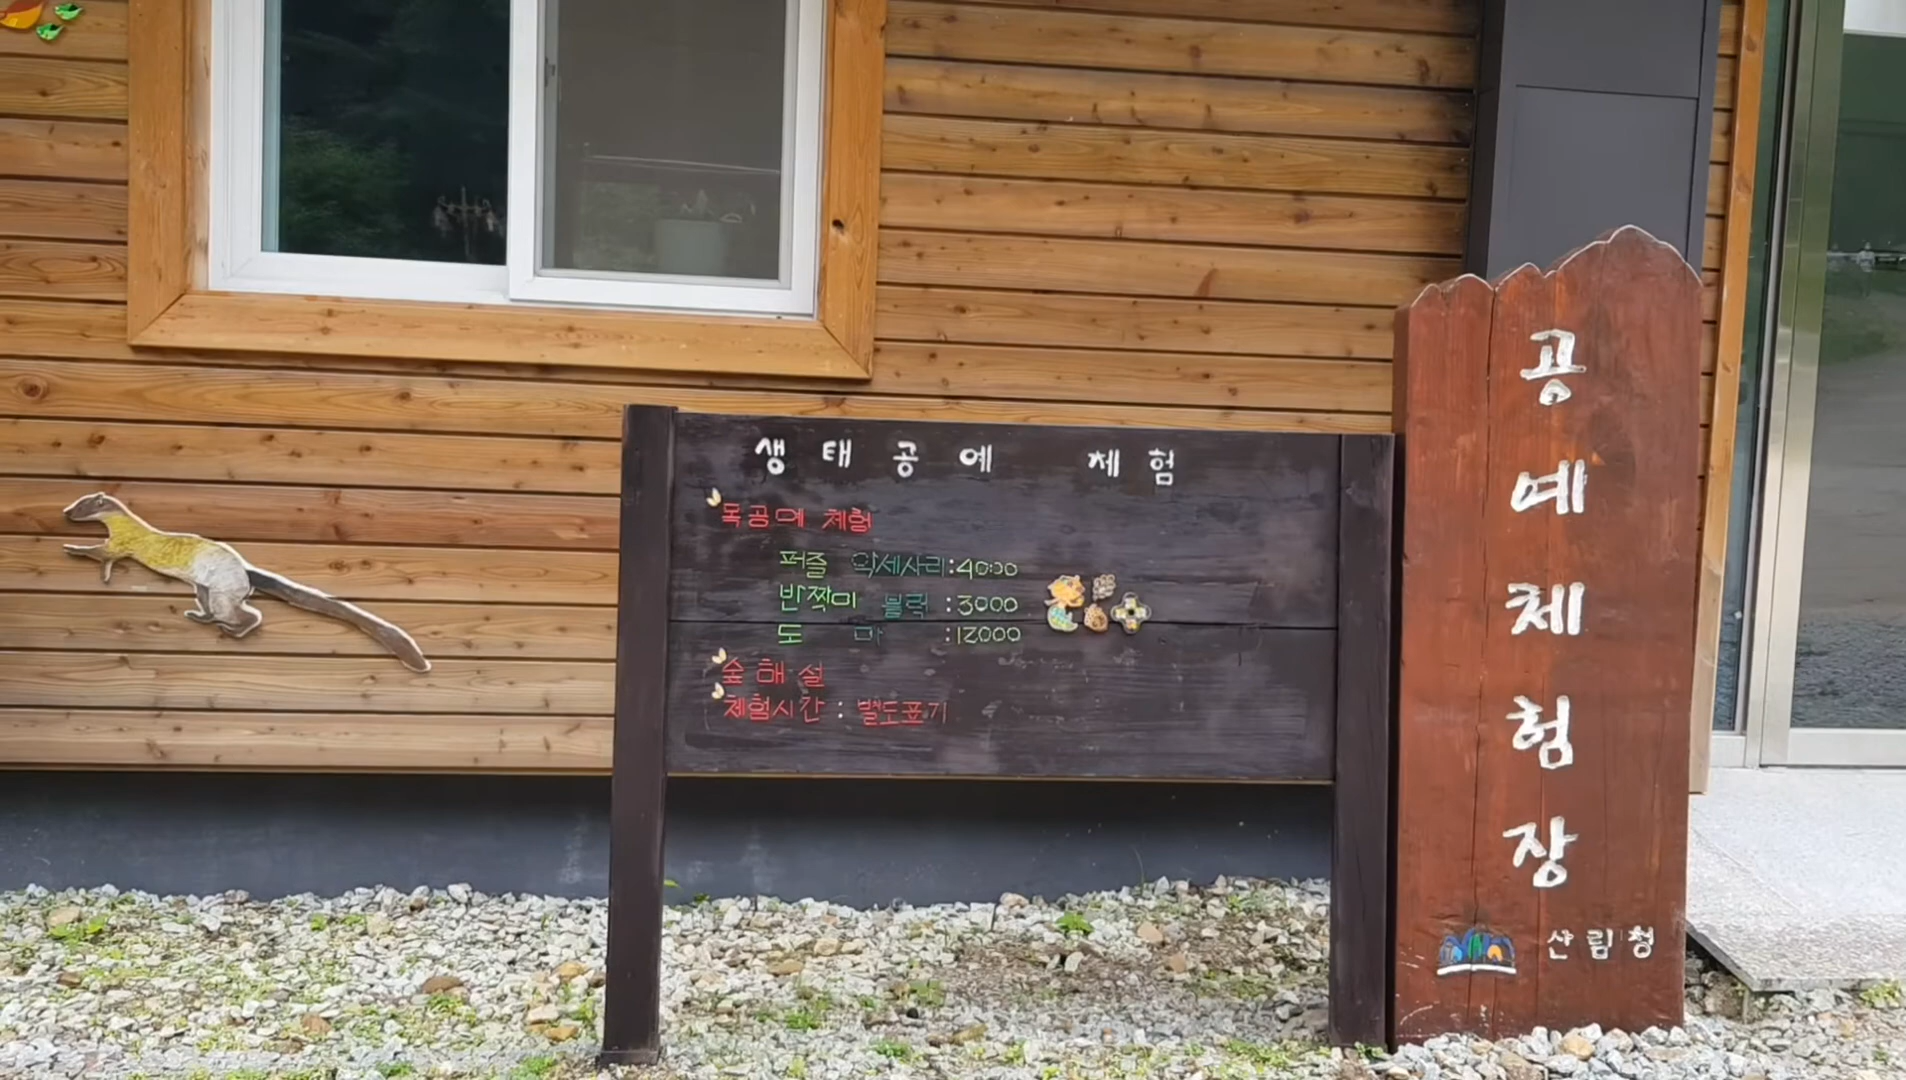 생태공예 체험
목공예 체험
퍼즐 악세사리:4000
반짝이 블럭 :3000
도 마 :12000
숲해설
체험시간 : 별도표기
공예체험장
산림청